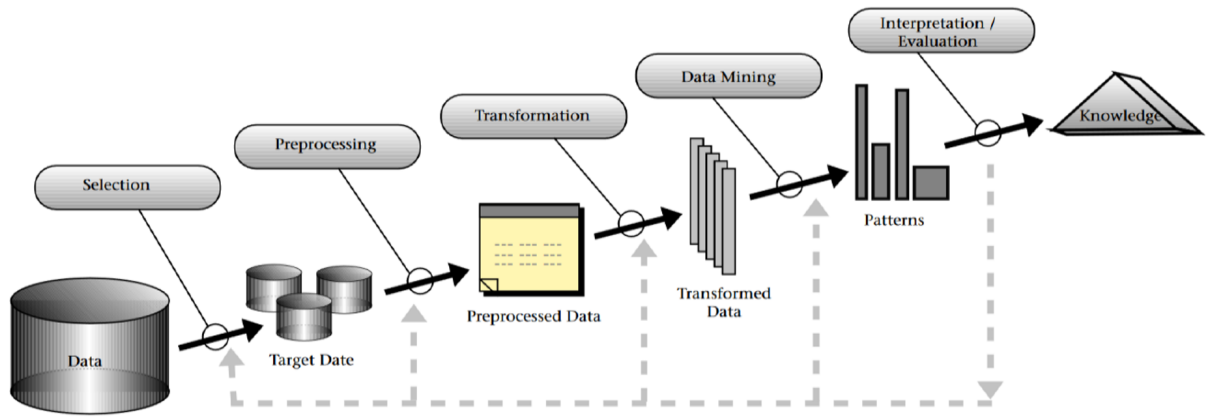 Interpretation /
Evaluation
Data Mining
Transformation
Preprocessing
Selection
Knowledge
Patterns
Transformed
Data
Preprocessed Data
Target Date
Data